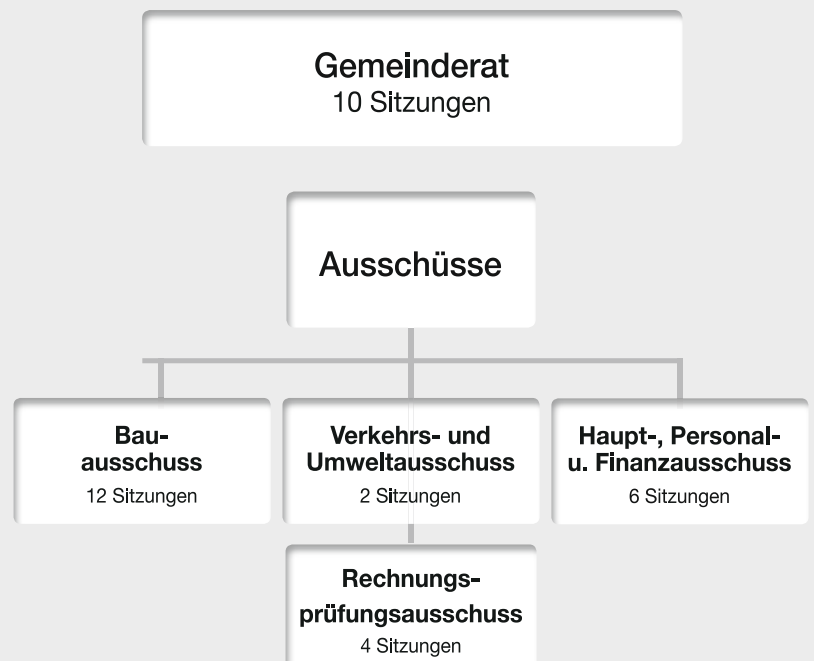 Gemeinderat
10 Sitzungen
Ausschüsse
Bau-
ausschuss
12 Sitzungen
Verkehrs- und
Umweltausschuss
2 Sitzungen
Haupt-, Personal-
u. Finanzausschuss
6 Sitzungen
Rechnungs-
prüfungsausschuss
4 Sitzungen